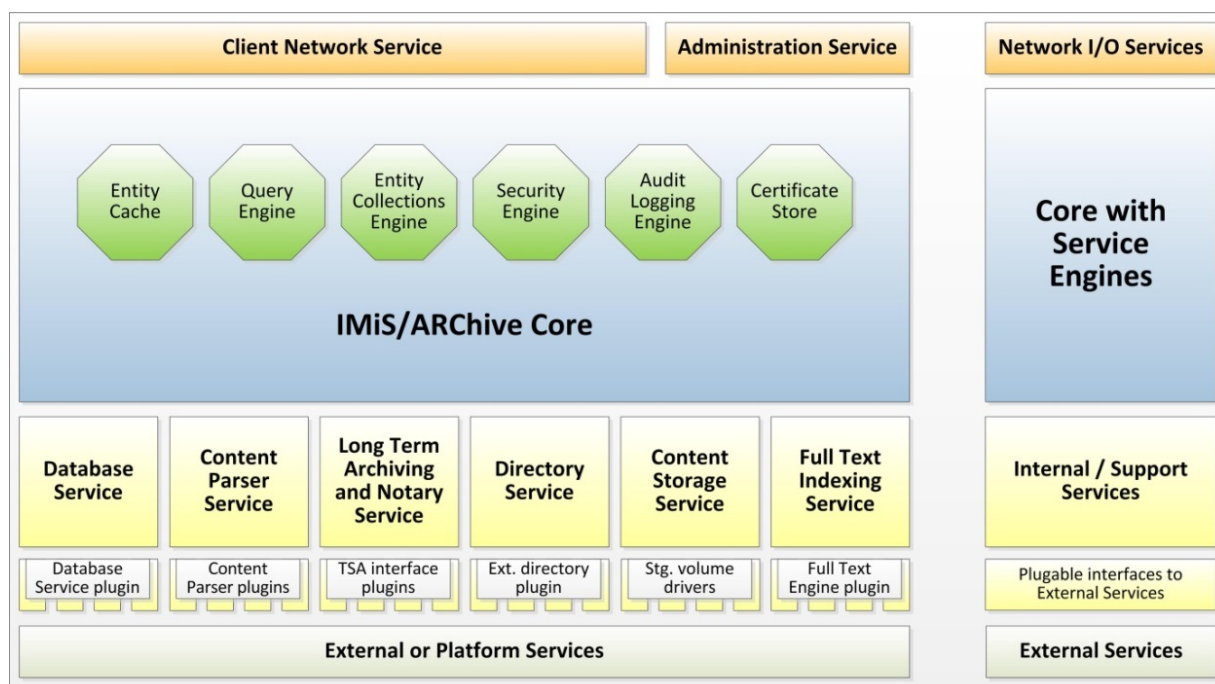 Client Network Service
Administration Service
Network I/O Services
Entity
Cache
Query
Engine
Entity
Collections
Engine
Security
Engine
Audit
Logging
Engine
Certificate
Store
IMiS/ARChive Core
Core with
Service
Engines
Database
Service
Content
Parser
Service
Long Term
Archiving
and Notary
Service
Directory
Service
Content
Storage
Service
Full Text
Indexing
Service
Internal / Support
Services
Database
Service plugin
Content
Parser plugins
TSA interface
plugins
Ext. directory
plugin
Stg. volume
drivers
Full Text
Engine plugin
Plugable interfaces to
External Services
External or Platform Services
External Services